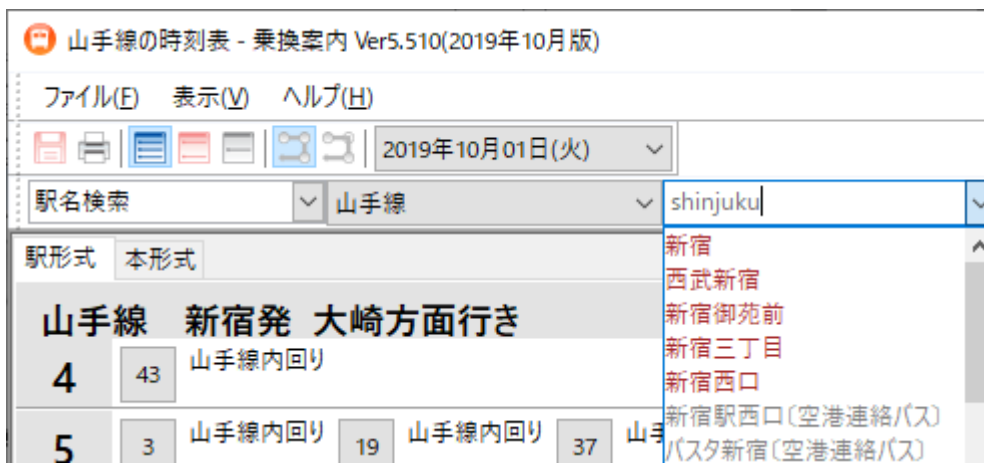 山手線の時刻表 - 乗換案内 Ver5.510(2019年10月版)
ファイル(F) 表示(V) ヘルプ(H)
2019年10月01日(火)
駅名検索 山手線 shinjuku
新宿
西武新宿
新宿御苑前
新宿三丁目
新宿西口
新宿駅西口〔空港連絡バス〕
バスタ新宿〔空港連絡バス〕
駅形式 本形式
山手線 新宿発 大崎方面行き
4 43 山手線内回り
5 3 山手線内回り 19 山手線内回り 37 山手